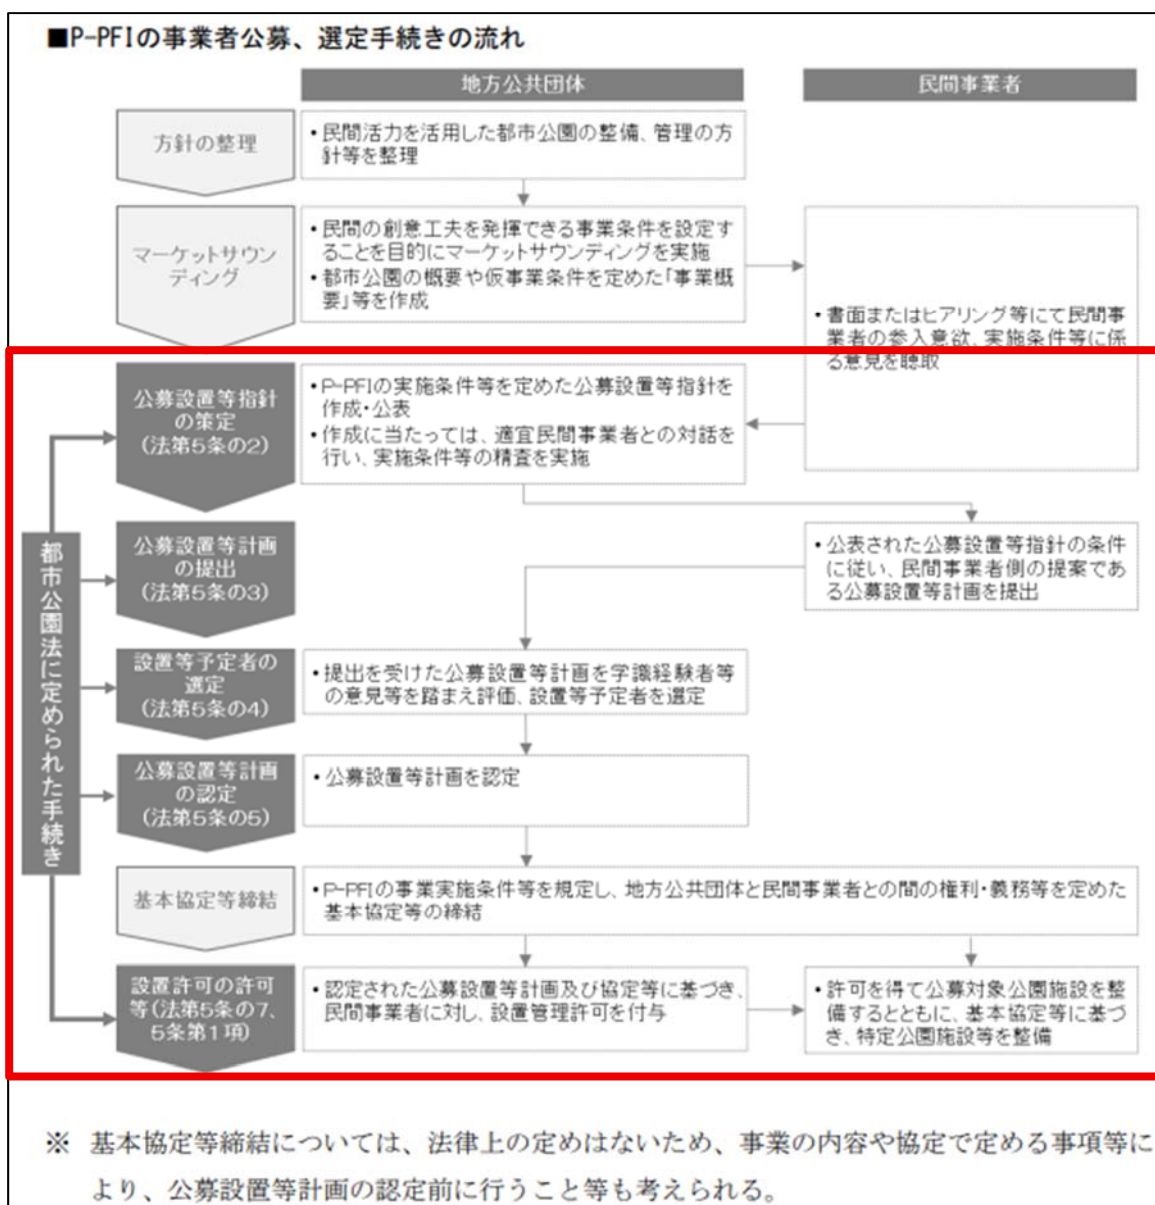 ■P-PFIの事業者公募、選定手続きの流れ
地方公共団体
民間事業者
方針の整理
・民間活力を活用した都市公園の整備、管理の方
針等を整理
マーケットサウン
ディング
・民間の創意工夫を発揮できる事業条件を設定す
ることを目的にマーケットサウンディングを実施
・都市公園の概要や仮事業条件を定めた「事業概
要」等を作成
・書面またはヒアリング等にて民間事
業者の参入意欲、実施条件等に係
る意見を聴取
都市公園法に定められた手続き
公募設置等指針
の策定
(法第5条の2)
・P-PFIの実施条件等を定めた公募設置等指針を
作成・公表
・作成に当たっては、適宜民間事業者との対話を
行い、実施条件等の精査を実施
公募設置等計画
の提出
(法第5条の3)
・公表された公募設置等指針の条件
に従い、民間事業者側の提案であ
る公募設置等計画を提出
設置等予定者の
選定
(法第5条の4)
・提出を受けた公募設置等計画を学識経験者等
の意見等を踏まえ評価、設置等予定者を選定
公募設置等計画
の認定
(法第5条の5)
・公募設置等計画を認定
基本協定等締結
・P-PFIの事業実施条件等を規定し、地方公共団体と民間事業者との間の権利・義務等を定めた
基本協定等の締結
設置許可の許可
等(法第5条の7、
5条第1項)
・認定された公募設置等計画及び協定等に基づき、
民間事業者に対し、設置管理許可を付与
・許可を得て公募対象公園施設を整
備するとともに、基本協定等に基づ
き、特定公園施設等を整備
※ 基本協定等締結については、法律上の定めはないため、事業の内容や協定で定める事項等に
より、公募設置等計画の認定前に行うこと等も考えられる。